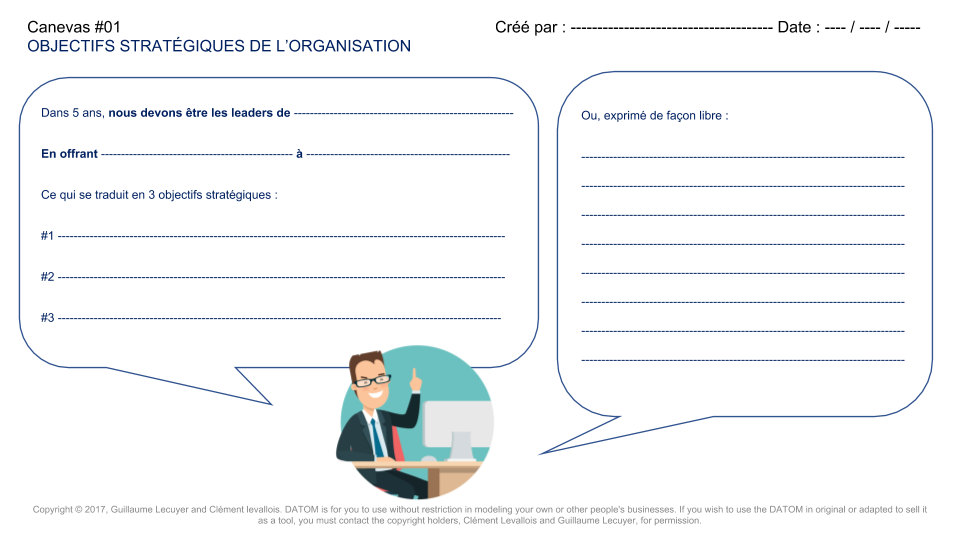 Canevas #01
OBJECTIFS STRATÉGIQUES DE L’ORGANISATION
Créé par : -------------------------------------- Date : ---- / ---- / -----
Dans 5 ans, nous devons être les leaders de -------------------------------------------------------
En offrant ------------------------------------------------ à ---------------------------------------------------
Ce qui se traduit en 3 objectifs stratégiques :
#1 ----------------------------------------------------------------------------------------------------------------
#2 ----------------------------------------------------------------------------------------------------------------
#3 ---------------------------------------------------------------------------------------------------------------
Ou, exprimé de façon libre :
---------------------------------------------------------------------------------
---------------------------------------------------------------------------------
---------------------------------------------------------------------------------
---------------------------------------------------------------------------------
---------------------------------------------------------------------------------
---------------------------------------------------------------------------------
---------------------------------------------------------------------------------
---------------------------------------------------------------------------------
Copyright © 2017, Guillaume Lecuyer and Clément levallois. DATOM is for you to use without restriction in modeling your own or other people's businesses. If you wish to use the DATOM in original or adapted to sell it
as a tool, you must contact the copyright holders, Clément Levallois and Guillaume Lecuyer, for permission.